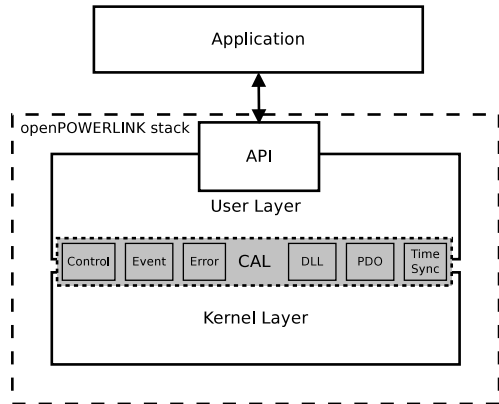 Application
openPOWERLINK stack
API
User Layer
Control Event Error CAL DLL PDO Time Sync
Kernel Layer